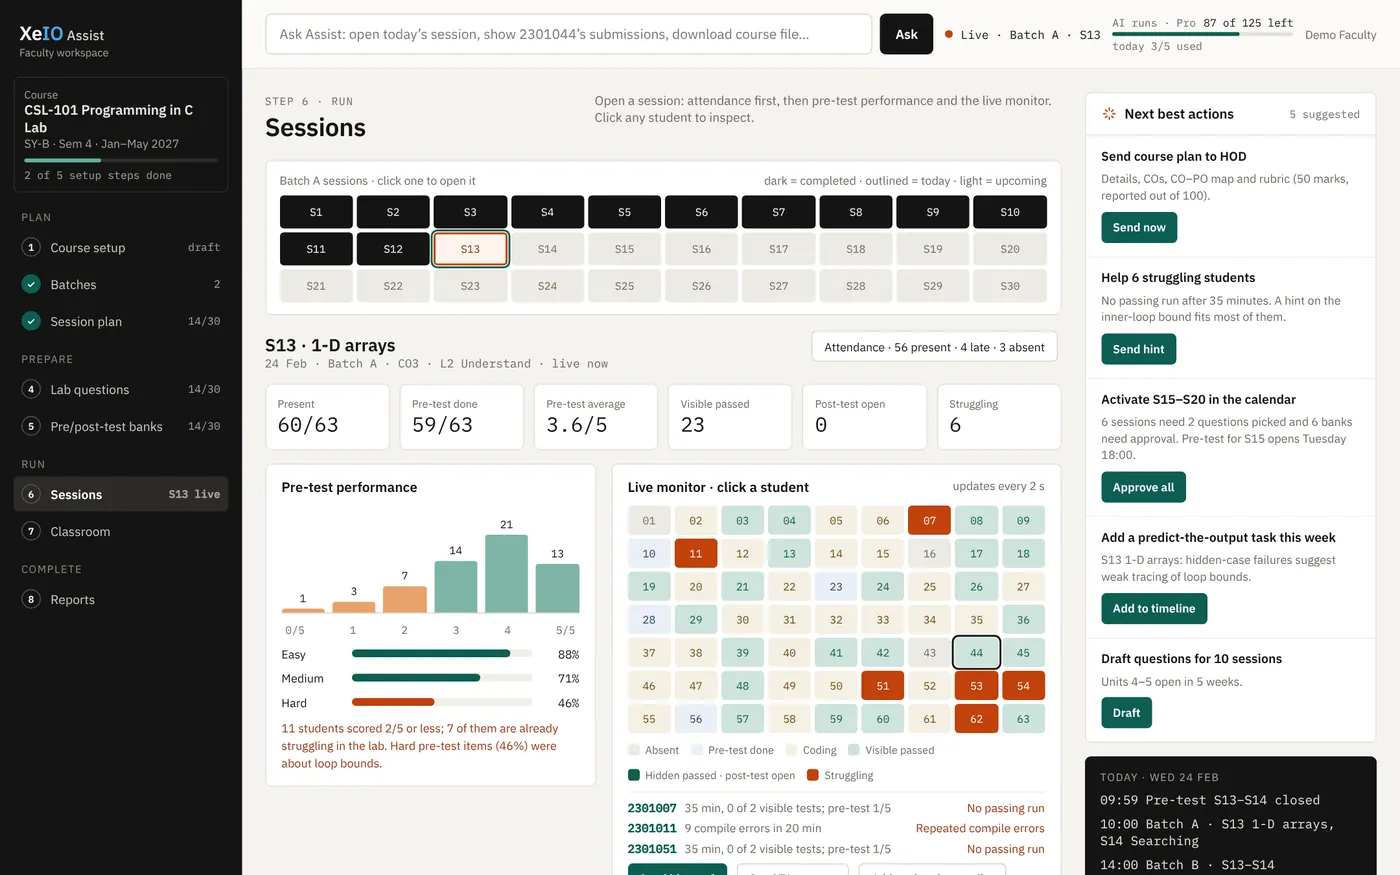 XeIO Assist
Faculty workspace
Course
CSL-101 Programming in C
Lab
SY-B · Sem 4 · Jan–May 2027
2 of 5 setup steps done
PLAN
1 Course setup draft
Batches 2
Session plan 14/30
PREPARE
4 Lab questions 14/30
5 Pre/post-test banks 14/30
RUN
6 Sessions S13 live
7 Classroom
COMPLETE
8 Reports
Ask Assist: open today's session, show 2301044's submissions, download course file...
Ask
Live · Batch A · S13
AI runs · Pro 87 of 125 left
today 3/5 used
Demo Faculty
STEP 6 · RUN
Sessions
Open a session: attendance first, then pre-test performance and the live monitor.
Click any student to inspect.
Batch A sessions · click one to open it
dark = completed · outlined = today · light = upcoming
S1 S2 S3 S4 S5 S6 S7 S8 S9 S10
S11 S12 S13 S14 S15 S16 S17 S18 S19 S20
S21 S22 S23 S24 S25 S26 S27 S28 S29 S30
S13 · 1-D arrays
24 Feb · Batch A · CO3 · L2 Understand · live now
Attendance · 56 present · 4 late · 3 absent
Present
60/63
Pre-test done
59/63
Pre-test average
3.6/5
Visible passed
23
Post-test open
0
Struggling
6
Pre-test performance
1 3 7 14 21 13
0/5 1 2 3 4 5/5
Easy 88%
Medium 71%
Hard 46%
11 students scored 2/5 or less; 7 of them are already
struggling in the lab. Hard pre-test items (46%) were
about loop bounds.
Live monitor · click a student
updates every 2 s
01 02 03 04 05 06 07 08 09
10 11 12 13 14 15 16 17 18
19 20 21 22 23 24 25 26 27
28 29 30 31 32 33 34 35 36
37 38 39 40 41 42 43 44 45
46 47 48 49 50 51 52 53 54
55 56 57 58 59 60 61 62 63
Absent Pre-test done Coding Visible passed
Hidden passed · post-test open Struggling
2301007 35 min, 0 of 2 visible tests; pre-test 1/5 No passing run
2301011 9 compile errors in 20 min Repeated compile errors
2301051 35 min, 0 of 2 visible tests; pre-test 1/5 No passing run
Next best actions
5 suggested
Send course plan to HOD
Details, COs, CO–PO map and rubric (50 marks,
reported out of 100).
Send now
Help 6 struggling students
No passing run after 35 minutes. A hint on the
inner-loop bound fits most of them.
Send hint
Activate S15–S20 in the calendar
6 sessions need 2 questions picked and 6 banks
need approval. Pre-test for S15 opens Tuesday
18:00.
Approve all
Add a predict-the-output task this week
S13 1-D arrays: hidden-case failures suggest
weak tracing of loop bounds.
Add to timeline
Draft questions for 10 sessions
Units 4–5 open in 5 weeks.
Draft
TODAY · WED 24 FEB
09:59 Pre-test S13–S14 closed
10:00 Batch A · S13 1-D arrays,
S14 Searching
14:00 Batch B · S13–S14